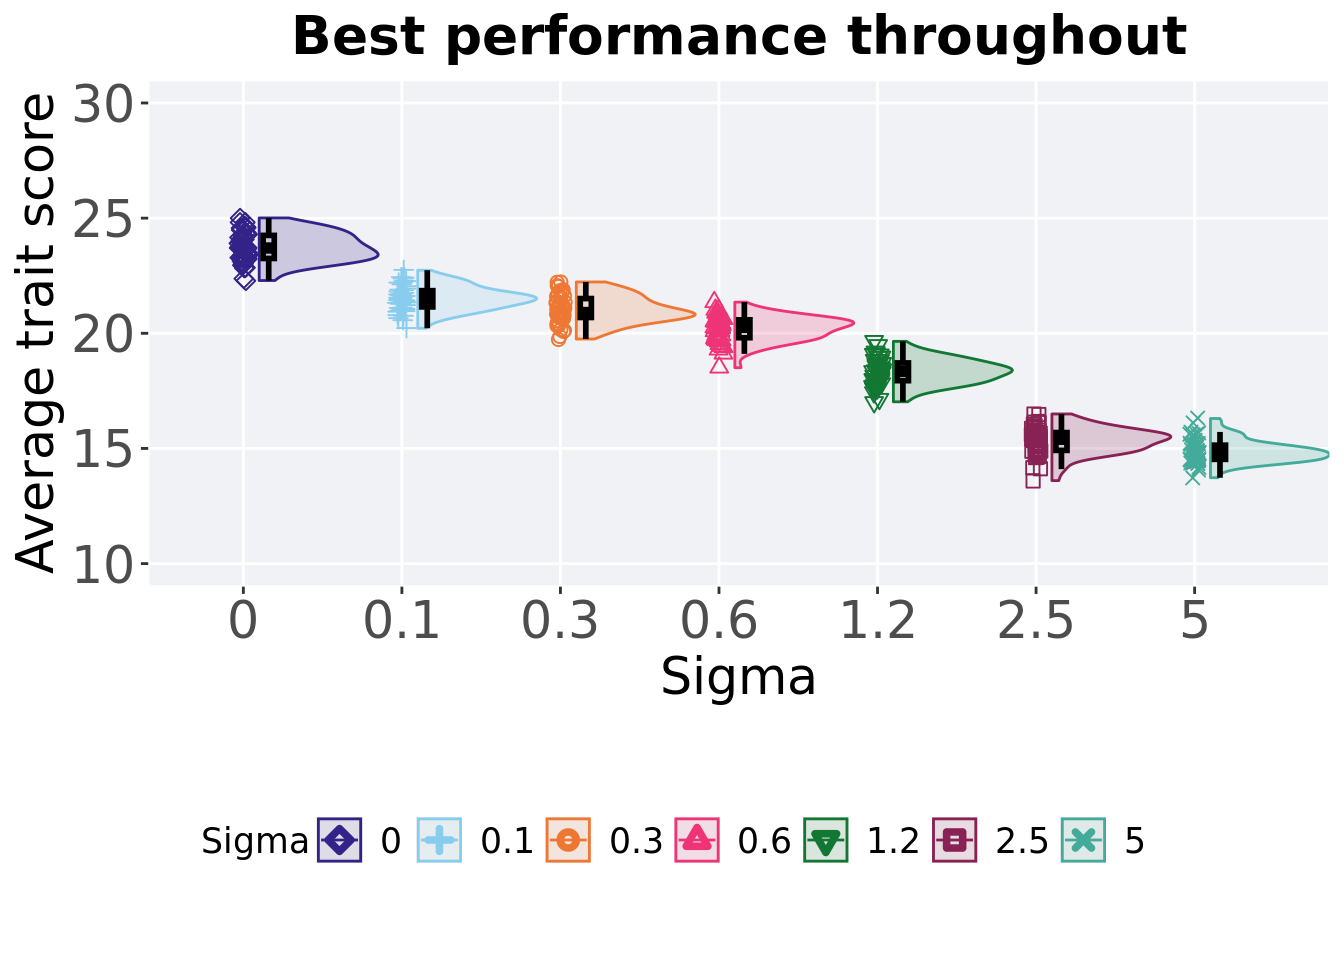 Best performance throughout
Average trait score
30
25
20
15
10
0 0.1 0.3 0.6 1.2 2.5 5
Sigma
Sigma 0 0.1 0.3 0.6 1.2 2.5 5